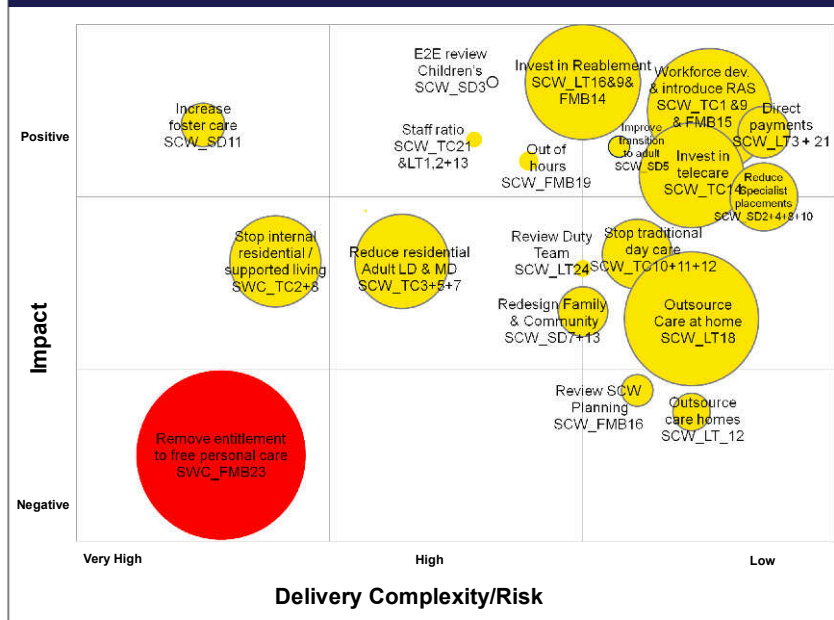 E2E review
Children's
SCW_SD3
Invest in Reablement
SCW_LT16&9&
FMB14
Workforce dev.
& introduce RAS
SCW_TC1 &9
& FMB15
Direct
payments
SCW_LT3 + 21
Increase
foster care
SCW_SD11
Positive
Staff ratio
SCW_TC21
&LT1,2+13
Out of
hours
SCW_FMB19
Improve
transition
to adult
SCW_SD5
Invest in
telecare
SCW_TC14
Reduce
Specialist
placements
SCW_SD2+4+8+10
Stop internal
residential /
supported living
SWC_TC2+8
Reduce residential
Adult LD & MD
SCW_TC3+5+7
Review Duty
Team
SCW_LT24
Stop traditional
day care
SCW_TC10+11+12
Redesign Family
& Community
SCW_SD7+13
Outsource
Care at home
SCW_LT18
Impact
Review SCW
Planning
SCW_FMB16
Outsource
care homes
SCW_LT_12
Remove entitlement
to free personal care
SWC_FMB23
Negative
Very High
High
Low
Delivery Complexity/Risk